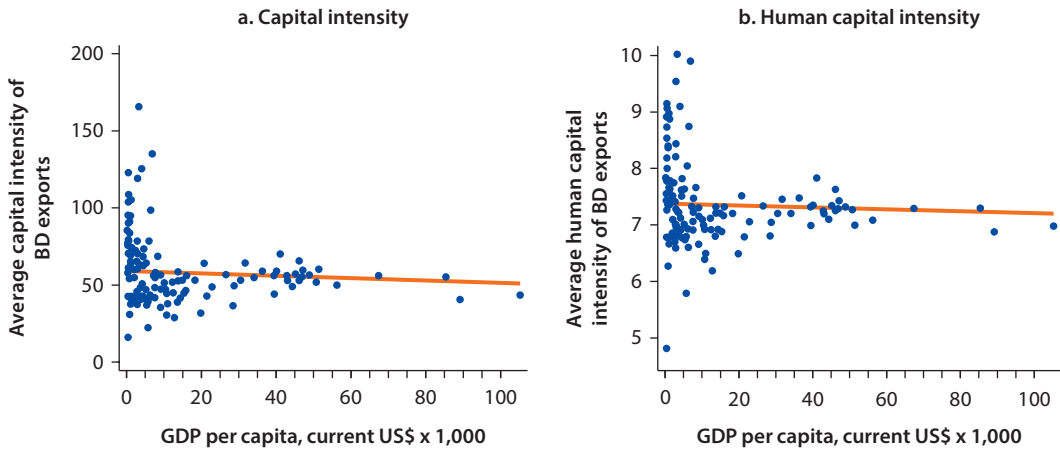 a. Capital intensity
Average capital intensity of
BD exports
200
150
100
50
0
0
20
40
60
80
100
GDP per capita, current US$ x 1,000
b. Human capital intensity
Average human capital
intensity of BD exports
10
9
8
7
6
5
0
20
40
60
80
100
GDP per capita, current US$ x 1,000